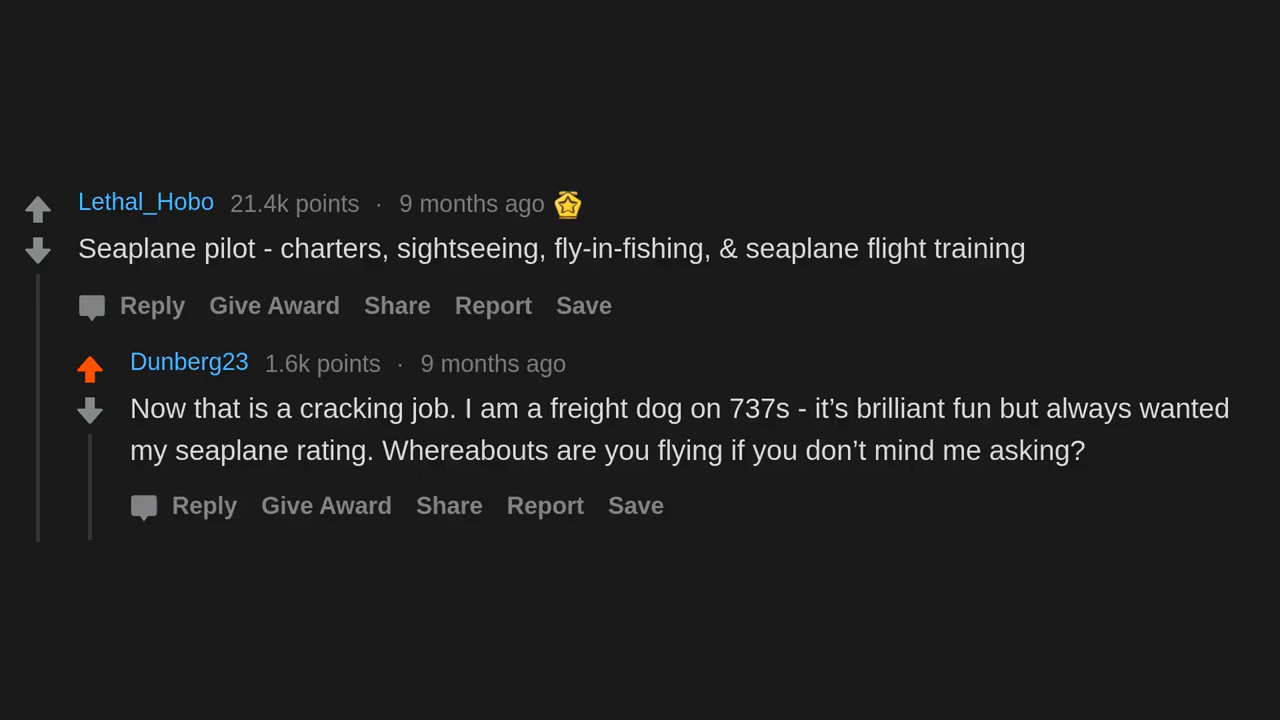 Lethal_Hobo 21.4k points · 9 months ago
Seaplane pilot - charters, sightseeing, fly-in-fishing, & seaplane flight training
Reply Give Award Share Report Save
Dunberg23 1.6k points · 9 months ago
Now that is a cracking job. I am a freight dog on 737s - it’s brilliant fun but always wanted
my seaplane rating. Whereabouts are you flying if you don’t mind me asking?
Reply Give Award Share Report Save